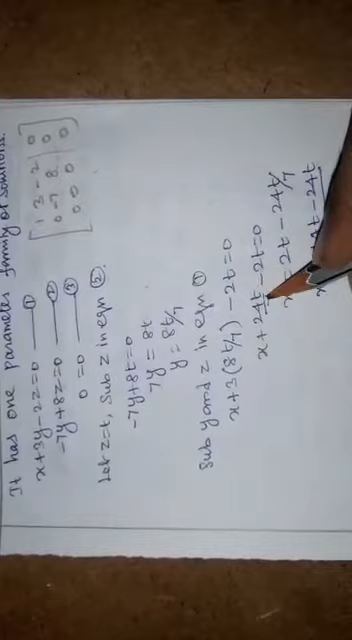 It has one parameter family of solutions.
x+3y-2z=0 ——①
-7y+8z=0 ——②
0=0 ——③
[1 3 -2 | 0
0 -7 8 | 0
0 0 0 | 0]
Let z=t, Sub z in eqn ②.
-7y+8t=0
7y = 8t
y = 8t/7
Sub y and z in eqn ①
x+3(8t/7) -2t=0
x+24t -2t=0
= 2t - 24t/7
t - 24t